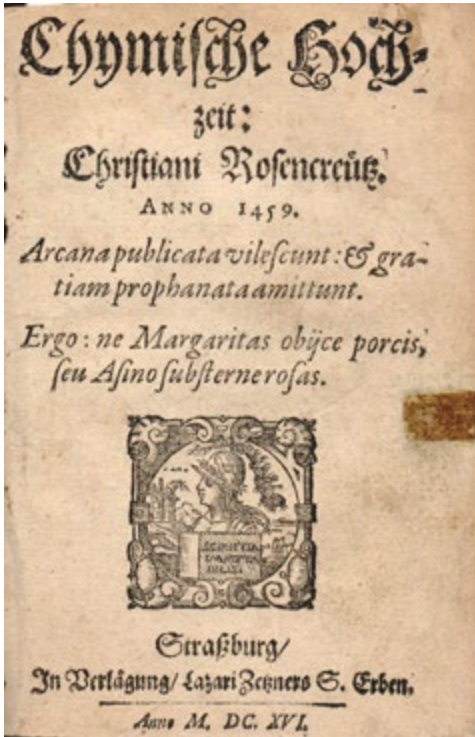 Chymische Hoch-
zeit:
Christiani Rosencreütz.
ANNO 1459.
Arcana publicata vilescunt: & gra-
tiam prophanata amittunt.
Ergo: ne Margaritas obijce porcis,
seu Asino substerne rosas.
Straßburg/
In Verlägung/ Lazari Zetzners S. Erben.
Anno M. DC. XVI.